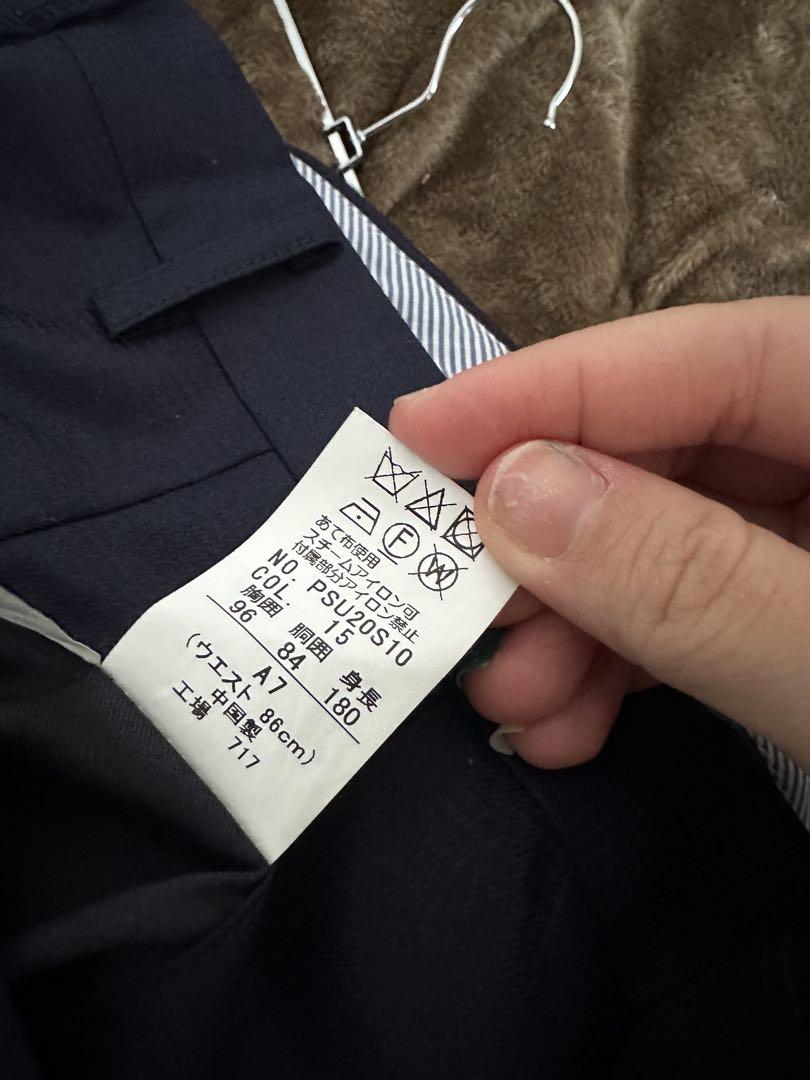 F W
あて布使用
スチームアイロン可
付属部分アイロン禁止
NO. PSU20S10
COL. 15
胸囲 胴囲 身長
96 84 180
A7
(ウエスト 86cm)
中国製
工場 717